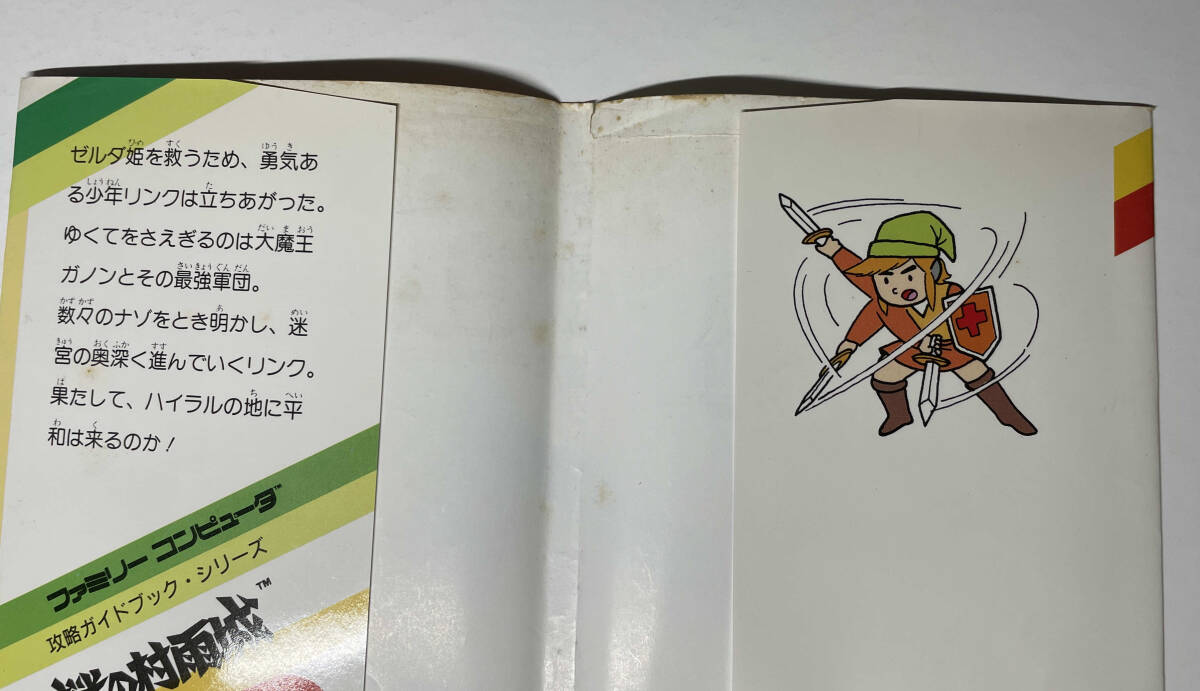 ゼルダ姫を救うため、勇気あ
る少年リンクは立ちあがった。
ゆくてをさえぎるのは大魔王
ガノンとその最強軍団。
数々のナゾをとき明かし、迷
宮の奥深く進んでいくリンク。
果たして、ハイラルの地に平
和は来るのか!
ファミリー コンピュータ™
攻略ガイドブック・シリーズ